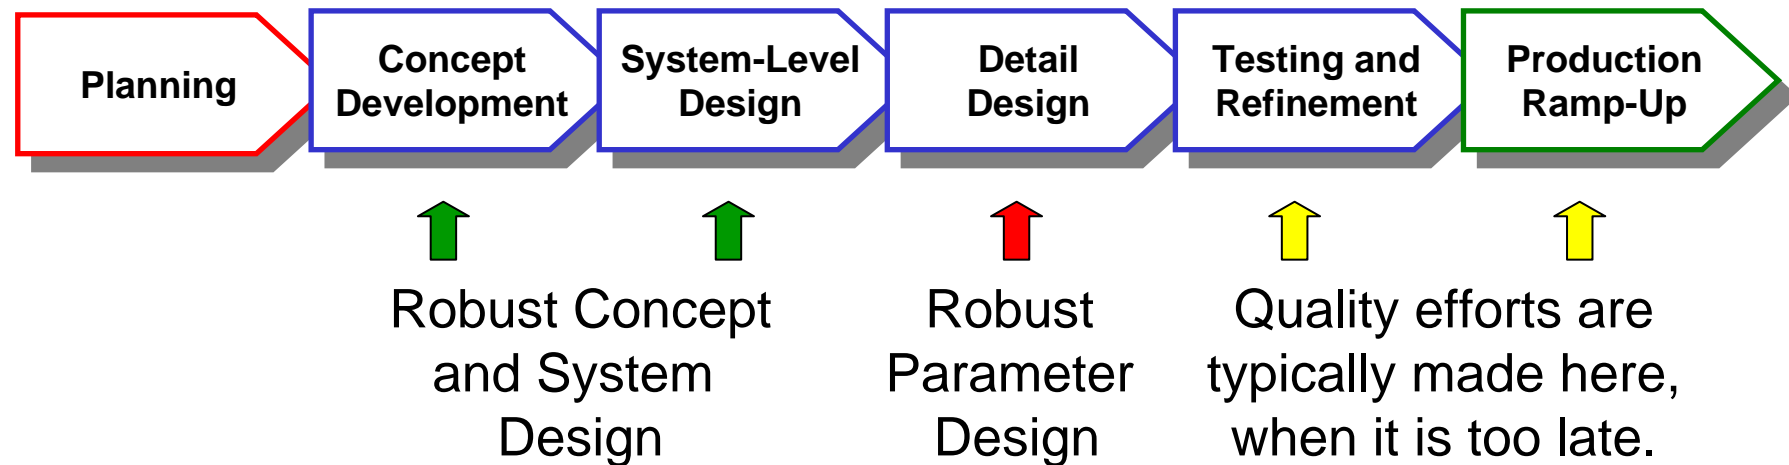 Planning
Concept
Development
System-Level
Design
Detail
Design
Testing and
Refinement
Production
Ramp-Up
Robust Concept
and System
Design
Robust
Parameter
Design
Quality efforts are
typically made here,
when it is too late.